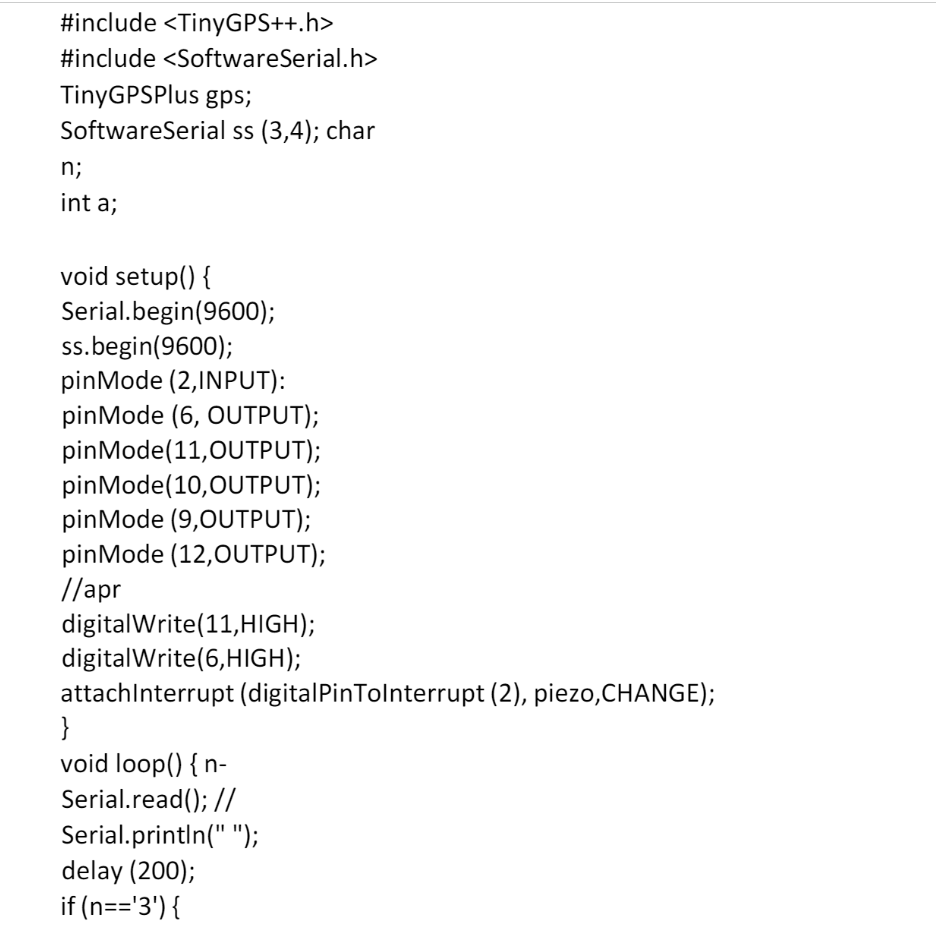 #include <TinyGPS++.h>
#include <SoftwareSerial.h>
TinyGPSPlus gps;
SoftwareSerial ss (3,4); char
n;
int a;
void setup() {
Serial.begin(9600);
ss.begin(9600);
pinMode (2,INPUT):
pinMode (6, OUTPUT);
pinMode(11,OUTPUT);
pinMode(10,OUTPUT);
pinMode (9,OUTPUT);
pinMode (12,OUTPUT);
//apr
digitalWrite(11,HIGH);
digitalWrite(6,HIGH);
attachInterrupt (digitalPinToInterrupt (2), piezo,CHANGE);
}
void loop() { n-
Serial.read(); //
Serial.println(" ");
delay (200);
if (n=='3') {